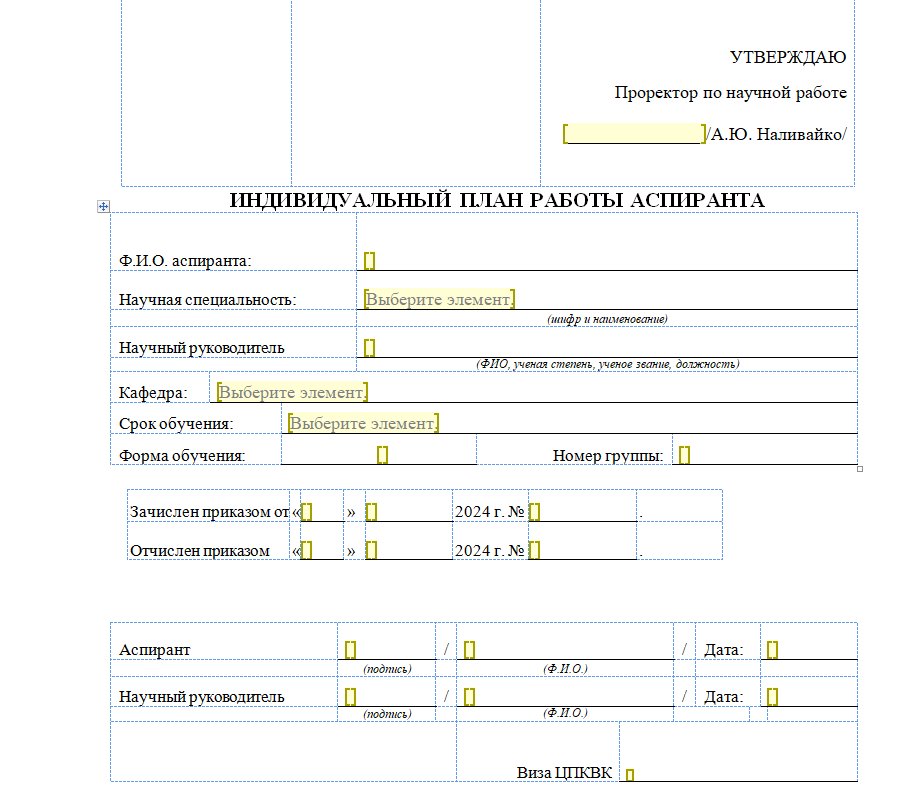 УТВЕРЖДАЮ
Проректор по научной работе
/А.Ю. Наливайко/
ИНДИВИДУАЛЬНЫЙ ПЛАН РАБОТЫ АСПИРАНТА
Ф.И.О. аспиранта:
Научная специальность: Выберите элемент.
(шифр и наименование)
Научный руководитель
(ФИО, ученая степень, ученое звание, должность)
Кафедра: Выберите элемент.
Срок обучения: Выберите элемент.
Форма обучения: Номер группы:
Зачислен приказом от « » 2024 г. № .
Отчислен приказом « » 2024 г. № .
Аспирант / / Дата:
(подпись) (Ф.И.О.)
Научный руководитель / / Дата:
(подпись) (Ф.И.О.)
Виза ЦПКВК